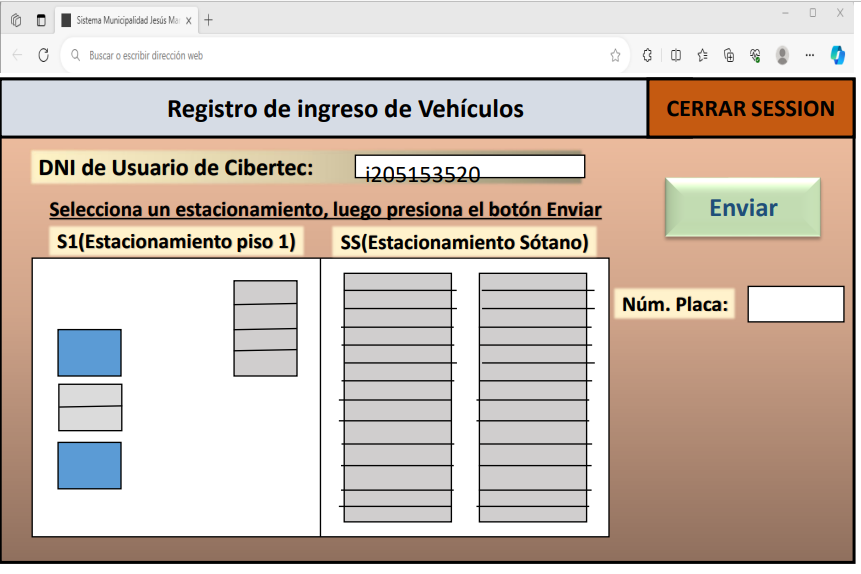 Sistema Municipalidad Jesús Ma
Buscar o escribir dirección web
Registro de ingreso de Vehículos
CERRAR SESSION
DNI de Usuario de Cibertec:
i205153520
Selecciona un estacionamiento, luego presiona el botón Enviar
Enviar
S1(Estacionamiento piso 1)
SS(Estacionamiento Sótano)
Núm. Placa: